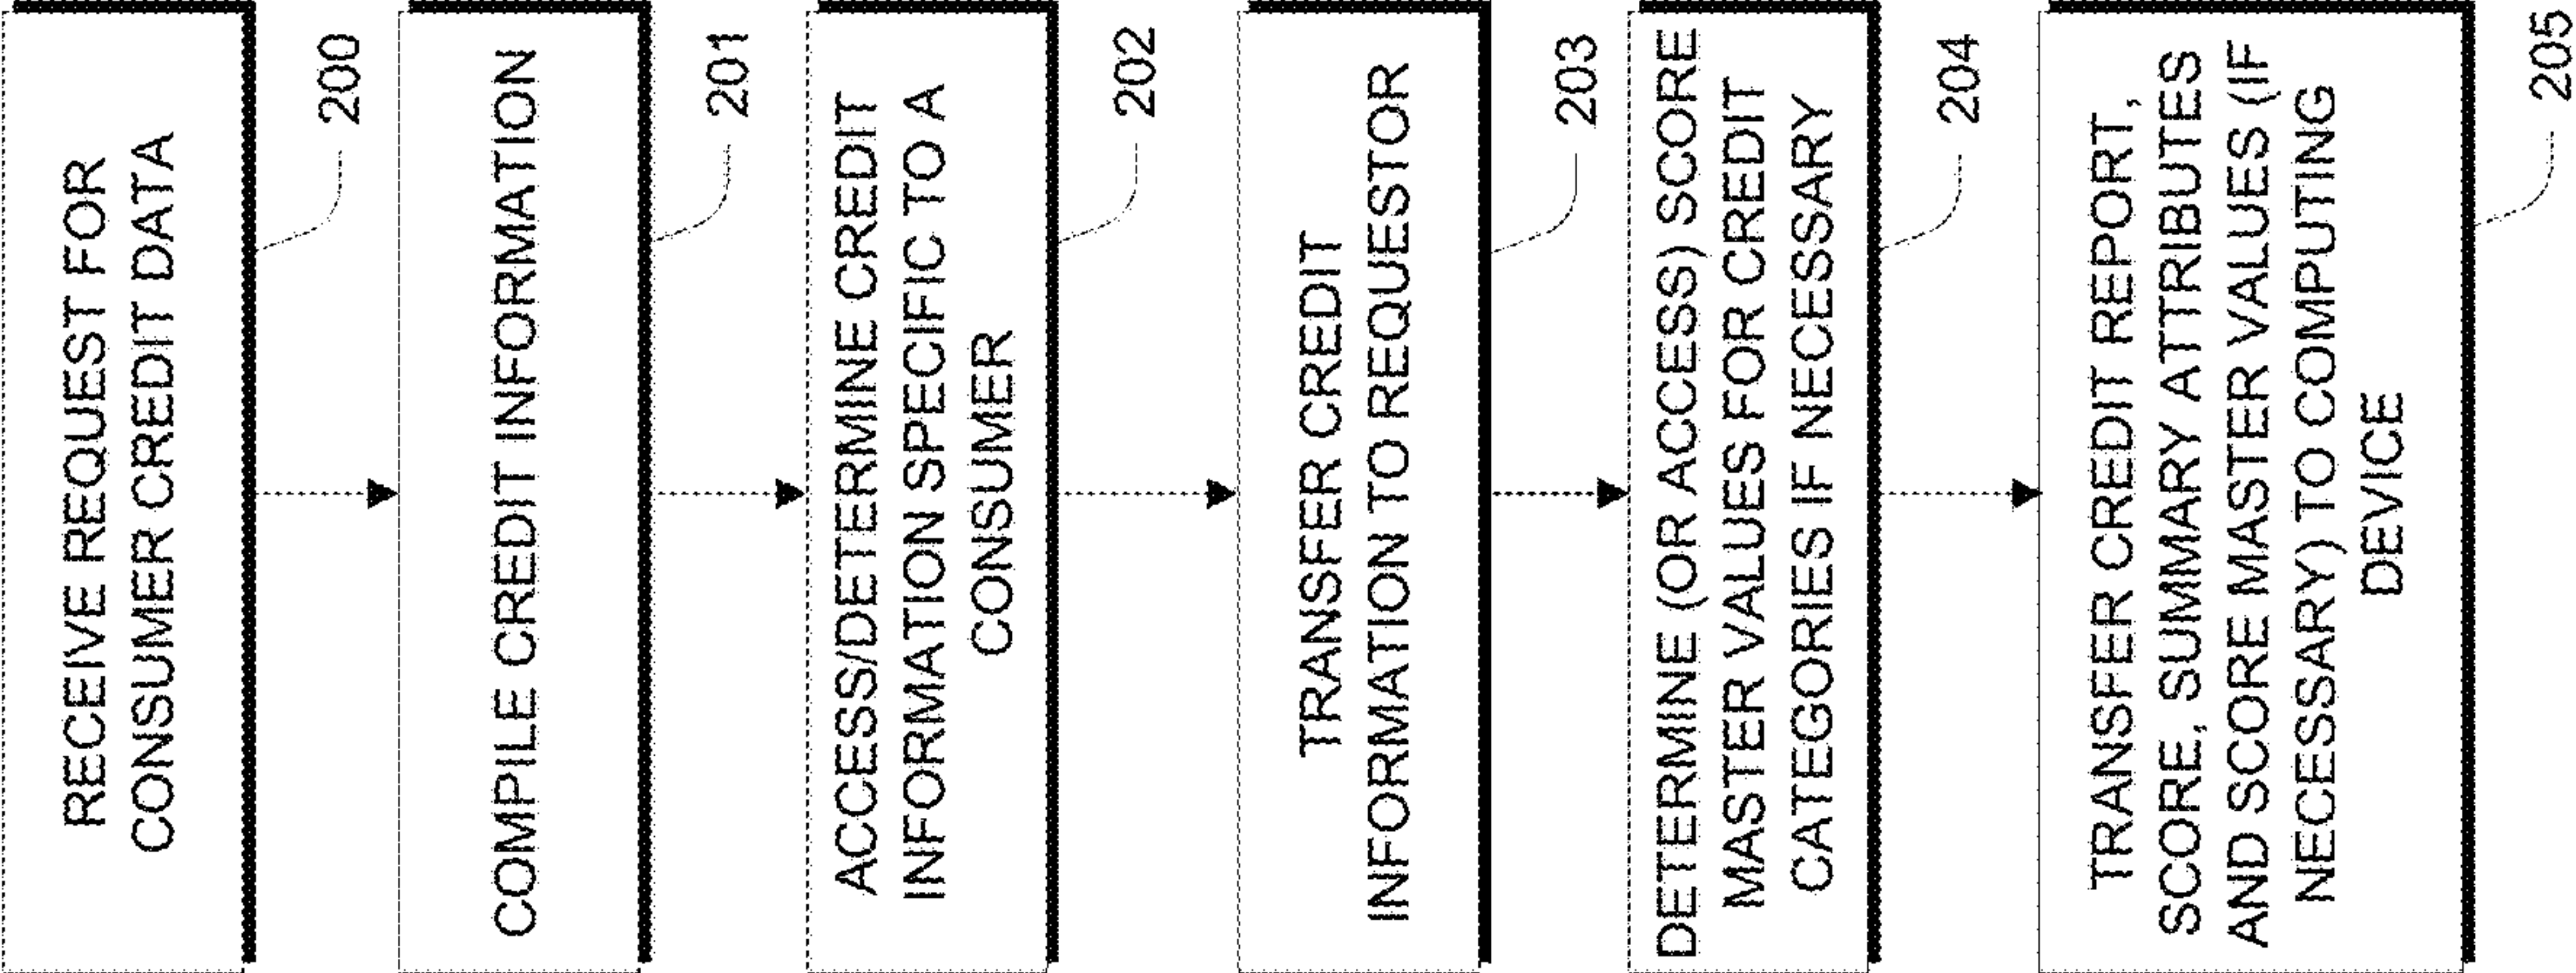 RECEIVE REQUEST FOR
CONSUMER CREDIT DATA
200
COMPILE CREDIT INFORMATION
201
ACCESS/DETERMINE CREDIT
INFORMATION SPECIFIC TO A
CONSUMER
202
TRANSFER CREDIT
INFORMATION TO REQUESTOR
203
DETERMINE (OR ACCESS) SCORE
MASTER VALUES FOR CREDIT
CATEGORIES IF NECESSARY
204
TRANSFER CREDIT REPORT,
SCORE, SUMMARY ATTRIBUTES
AND SCORE MASTER VALUES (IF
NECESSARY) TO COMPUTING
DEVICE
205